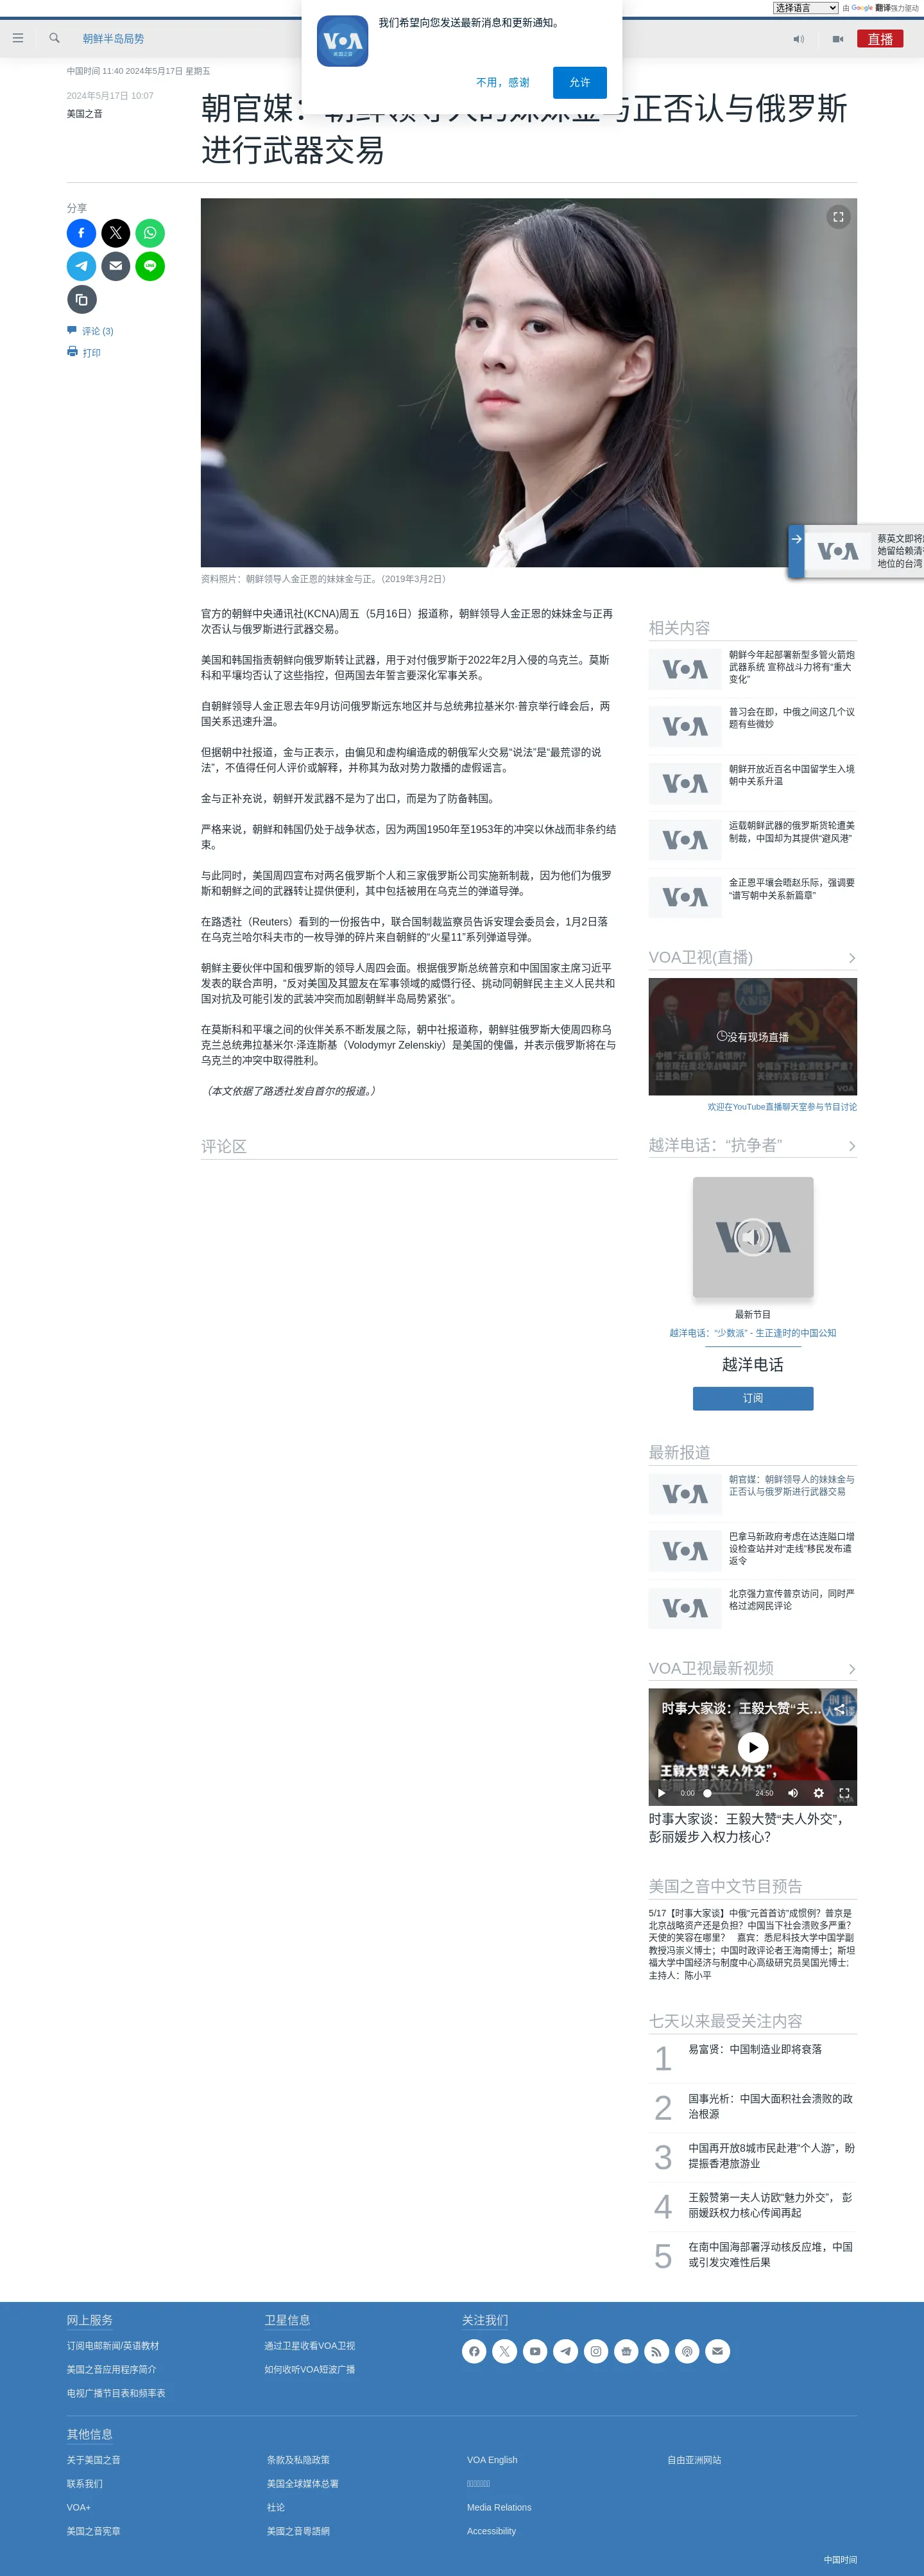 选择语言
由 Google 翻译强力驱动
朝鲜半岛局势
直播
我们希望向您发送最新消息和更新通知。
VOA
美国之音
不用，感谢
允许
中国时间 11:40 2024年5月17日 星期五
2024年5月17日 10:07
美国之音
朝官媒：朝鲜领导人的妹妹金与正否认与俄罗斯
进行武器交易
分享
评论 (3)
打印
资料照片：朝鲜领导人金正恩的妹妹金与正。（2019年3月2日）
蔡英文即将
她留给赖清
地位的台湾
官方的朝鲜中央通讯社(KCNA)周五（5月16日）报道称，朝鲜领导人金正恩的妹妹金与正再
次否认与俄罗斯进行武器交易。
美国和韩国指责朝鲜向俄罗斯转让武器，用于对付俄罗斯于2022年2月入侵的乌克兰。莫斯
科和平壤均否认了这些指控，但两国去年誓言要深化军事关系。
自朝鲜领导人金正恩去年9月访问俄罗斯远东地区并与总统弗拉基米尔·普京举行峰会后，两
国关系迅速升温。
但据朝中社报道，金与正表示，由偏见和虚构编造成的朝俄军火交易“说法”是“最荒谬的说
法”，不值得任何人评价或解释，并称其为敌对势力散播的虚假谣言。
金与正补充说，朝鲜开发武器不是为了出口，而是为了防备韩国。
严格来说，朝鲜和韩国仍处于战争状态，因为两国1950年至1953年的冲突以休战而非条约结
束。
与此同时，美国周四宣布对两名俄罗斯个人和三家俄罗斯公司实施新制裁，因为他们为俄罗
斯和朝鲜之间的武器转让提供便利，其中包括被用在乌克兰的弹道导弹。
在路透社（Reuters）看到的一份报告中，联合国制裁监察员告诉安理会委员会，1月2日落
在乌克兰哈尔科夫市的一枚导弹的碎片来自朝鲜的“火星11”系列弹道导弹。
朝鲜主要伙伴中国和俄罗斯的领导人周四会面。根据俄罗斯总统普京和中国国家主席习近平
发表的联合声明，“反对美国及其盟友在军事领域的威慑行径、挑动同朝鲜民主主义人民共和
国对抗及可能引发的武装冲突而加剧朝鲜半岛局势紧张”。
在莫斯科和平壤之间的伙伴关系不断发展之际，朝中社报道称，朝鲜驻俄罗斯大使周四称乌
克兰总统弗拉基米尔·泽连斯基（Volodymyr Zelenskiy）是美国的傀儡，并表示俄罗斯将在与
乌克兰的冲突中取得胜利。
（本文依据了路透社发自首尔的报道。）
评论区
相关内容
朝鲜今年起部署新型多管火箭炮
武器系统 宣称战斗力将有“重大
变化”
普习会在即，中俄之间这几个议
题有些微妙
朝鲜开放近百名中国留学生入境
朝中关系升温
运载朝鲜武器的俄罗斯货轮遭美
制裁，中国却为其提供“避风港”
金正恩平壤会晤赵乐际，强调要
“谱写朝中关系新篇章”
VOA卫视(直播)
没有现场直播
欢迎在YouTube直播聊天室参与节目讨论
越洋电话：“抗争者”
最新节目
越洋电话：“少数派” - 生正逢时的中国公知
越洋电话
订阅
最新报道
朝官媒：朝鲜领导人的妹妹金与
正否认与俄罗斯进行武器交易
巴拿马新政府考虑在达连隘口增
设检查站并对“走线”移民发布遣
返令
北京强力宣传普京访问，同时严
格过滤网民评论
VOA卫视最新视频
时事大家谈：王毅大赞“夫...
王毅大赞“夫人外交”，
0:00
24:50
时事大家谈：王毅大赞“夫人外交”，
彭丽媛步入权力核心？
美国之音中文节目预告
5/17【时事大家谈】中俄“元首首访”成惯例？普京是
北京战略资产还是负担？中国当下社会溃败多严重？
天使的笑容在哪里？ 嘉宾：悉尼科技大学中国学副
教授冯崇义博士；中国时政评论者王海南博士；斯坦
福大学中国经济与制度中心高级研究员吴国光博士;
主持人：陈小平
七天以来最受关注内容
1 易富贤：中国制造业即将衰落
2 国事光析：中国大面积社会溃败的政
治根源
3 中国再开放8城市民赴港“个人游”，盼
提振香港旅游业
4 王毅赞第一夫人访欧“魅力外交”， 彭
丽媛跃权力核心传闻再起
5 在南中国海部署浮动核反应堆，中国
或引发灾难性后果
网上服务
订阅电邮新闻/英语教材
美国之音应用程序简介
电视广播节目表和频率表
卫星信息
通过卫星收看VOA卫视
如何收听VOA短波广播
关注我们
其他信息
关于美国之音
条款及私隐政策
VOA English
自由亚洲网站
联系我们
美国全球媒体总署
VOA+
社论
Media Relations
美国之音宪章
美國之音粵語網
Accessibility
中国时间